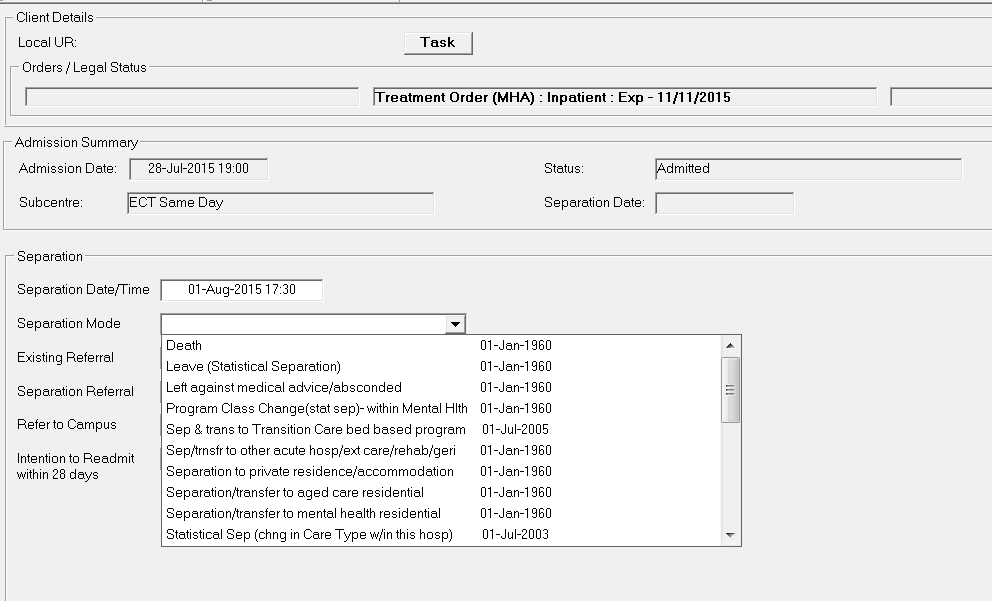 Client Details
Local UR:
Task
Orders / Legal Status
Treatment Order (MHA) : Inpatient : Exp - 11/11/2015
Admission Summary
Admission Date: 28-Jul-2015 19:00 Status: Admitted
Subcentre: ECT Same Day Separation Date:
Separation
Separation Date/Time 01-Aug-2015 17:30
Separation Mode
Existing Referral
Separation Referral
Refer to Campus
Intention to Readmit
within 28 days
Death 01-Jan-1960
Leave (Statistical Separation) 01-Jan-1960
Left against medical advice/absconded 01-Jan-1960
Program Class Change(stat sep)- within Mental Hlth 01-Jan-1960
Sep & trans to Transition Care bed based program 01-Jul-2005
Sep/trnsfr to other acute hosp/ext care/rehab/geri 01-Jan-1960
Separation to private residence/accommodation 01-Jan-1960
Separation/transfer to aged care residential 01-Jan-1960
Separation/transfer to mental health residential 01-Jan-1960
Statistical Sep (chng in Care Type w/in this hosp) 01-Jul-2003